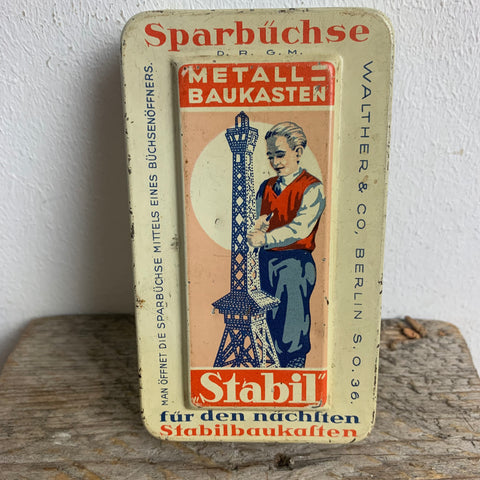 Sparbüchse
D. R. G. M.
METALL=
BAUKASTEN
MAN ÖFFNET DIE SPARBÜCHSE MITTELS EINES BÜCHSENÖFFNERS.
WALTHER & CO, BERLIN S. O. 36.
„Stabil“
für den nächſten
Stabilbaukaſten